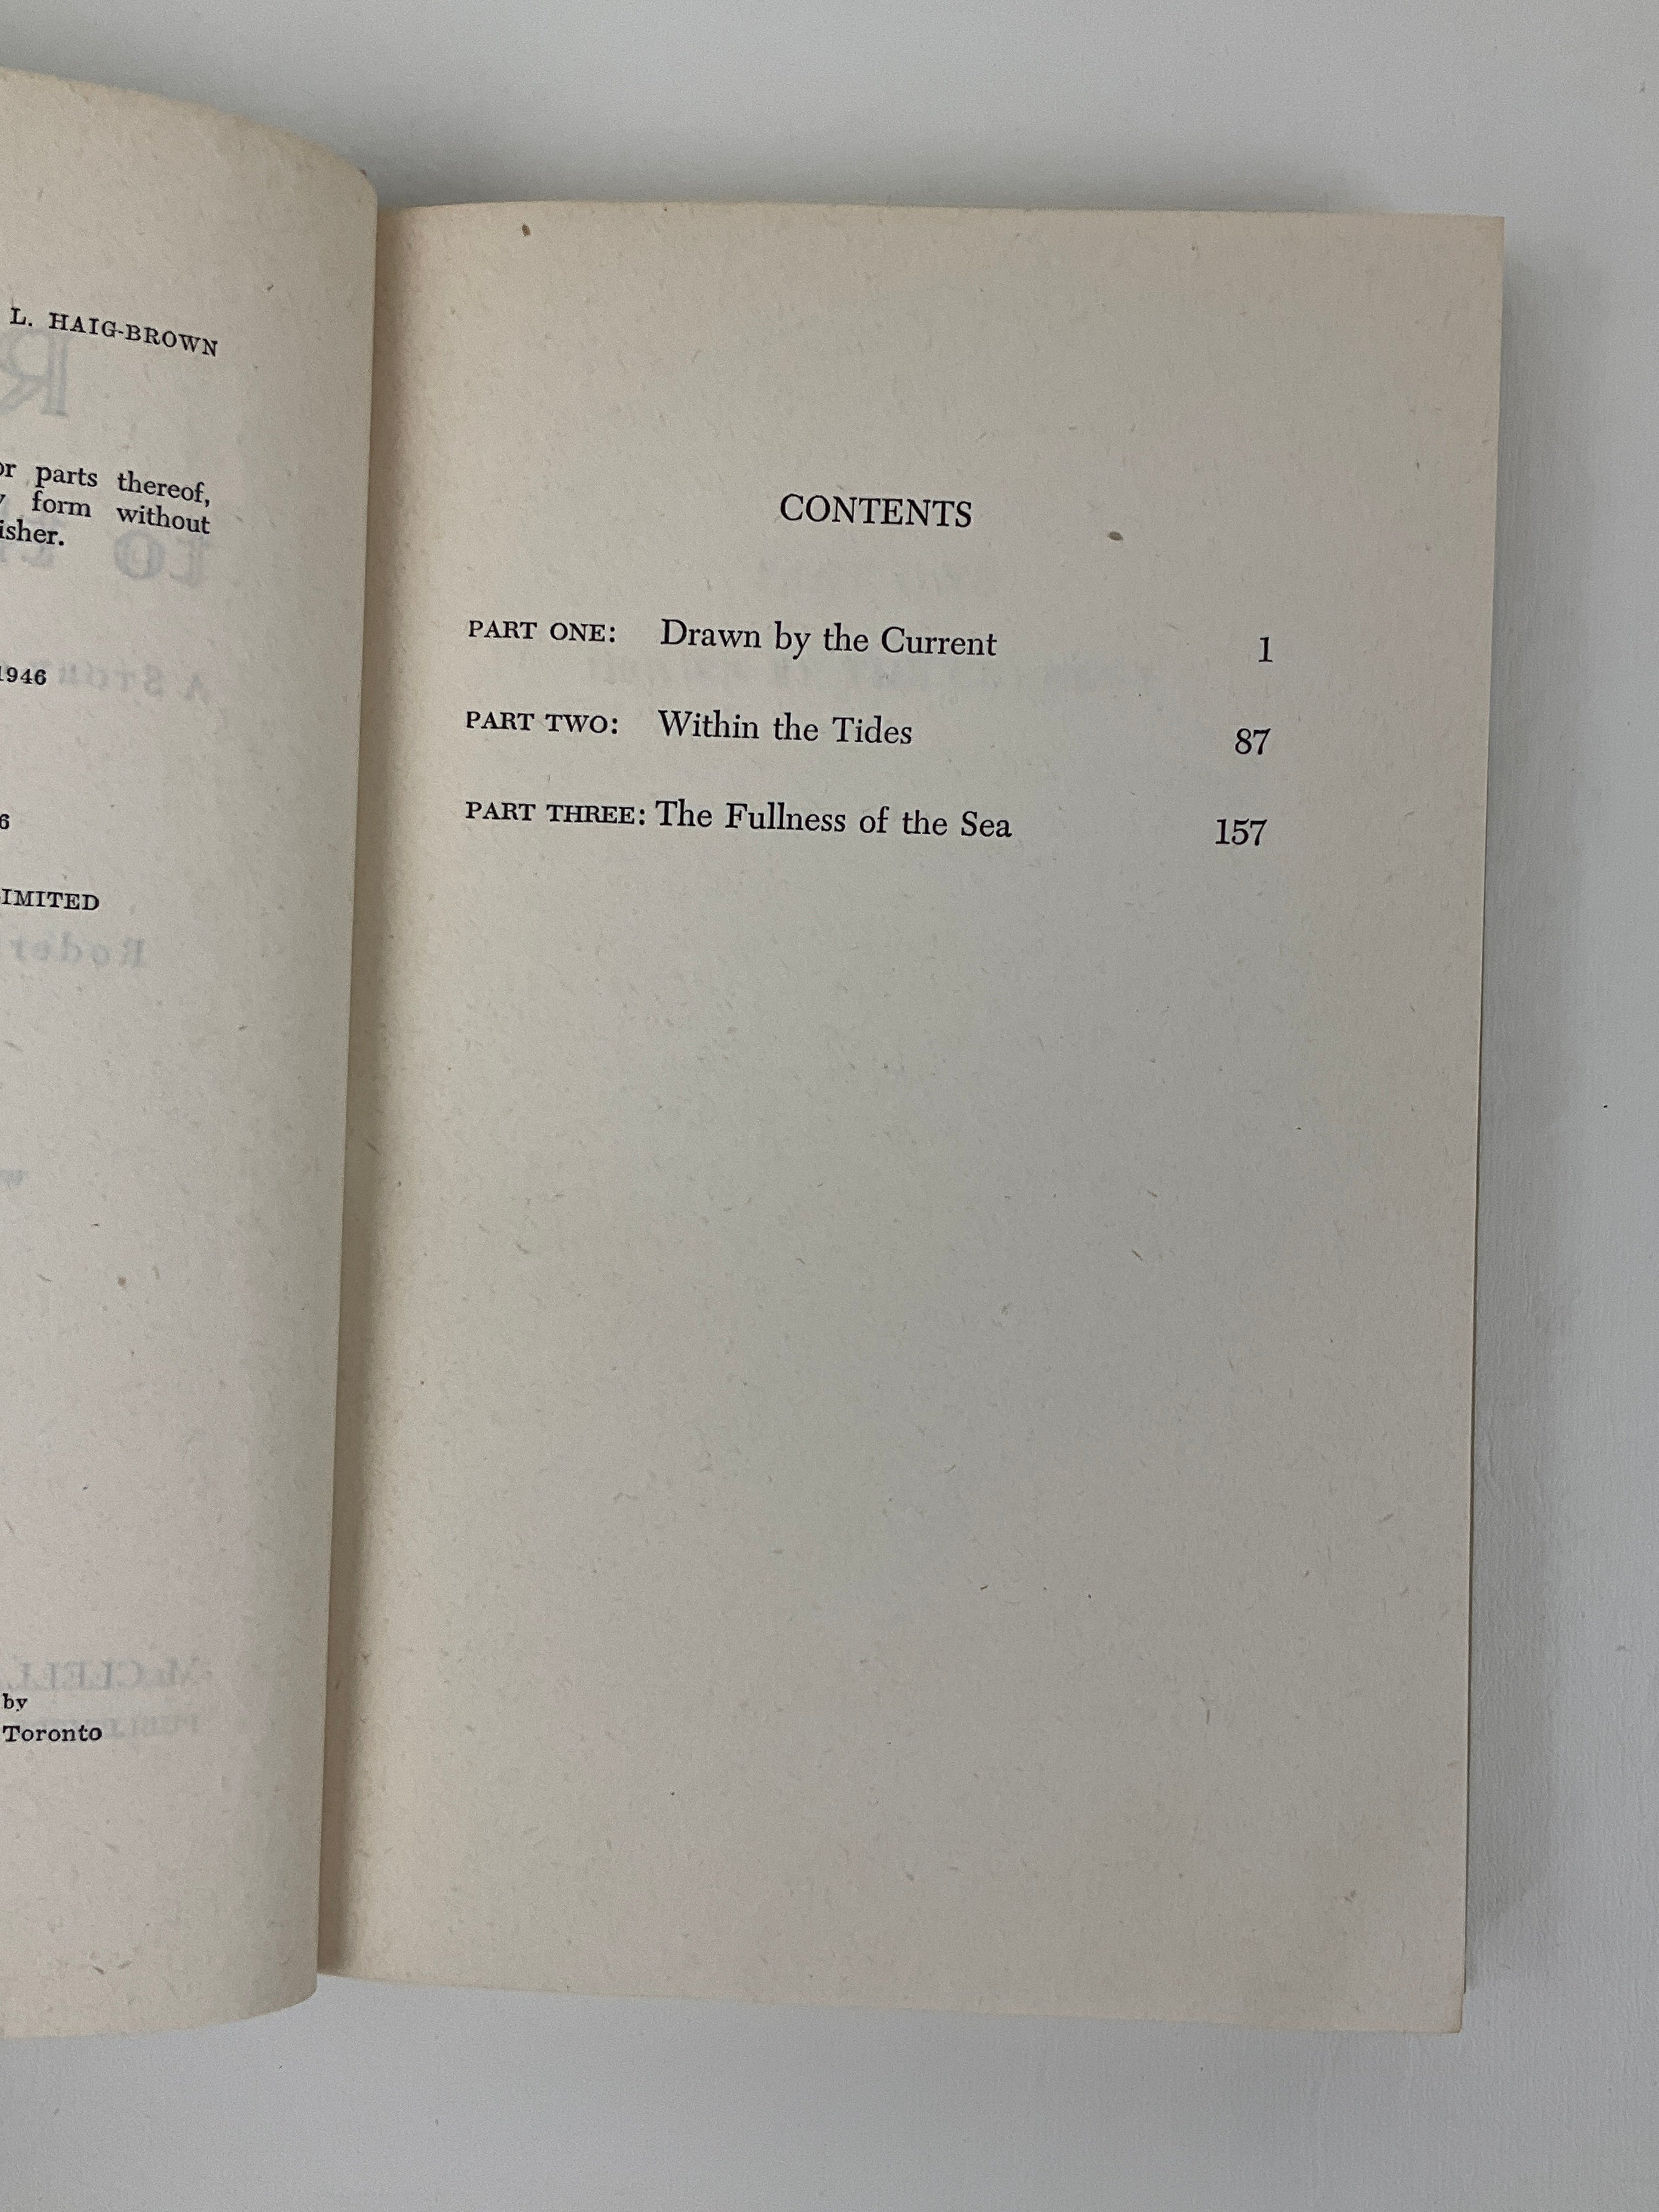 L. HAIG-BROWN
or parts thereof,
form without
isher.
1946
6
LIMITED
by
Toronto
CONTENTS
PART ONE: Drawn by the Current 1
PART TWO: Within the Tides 87
PART THREE: The Fullness of the Sea 157